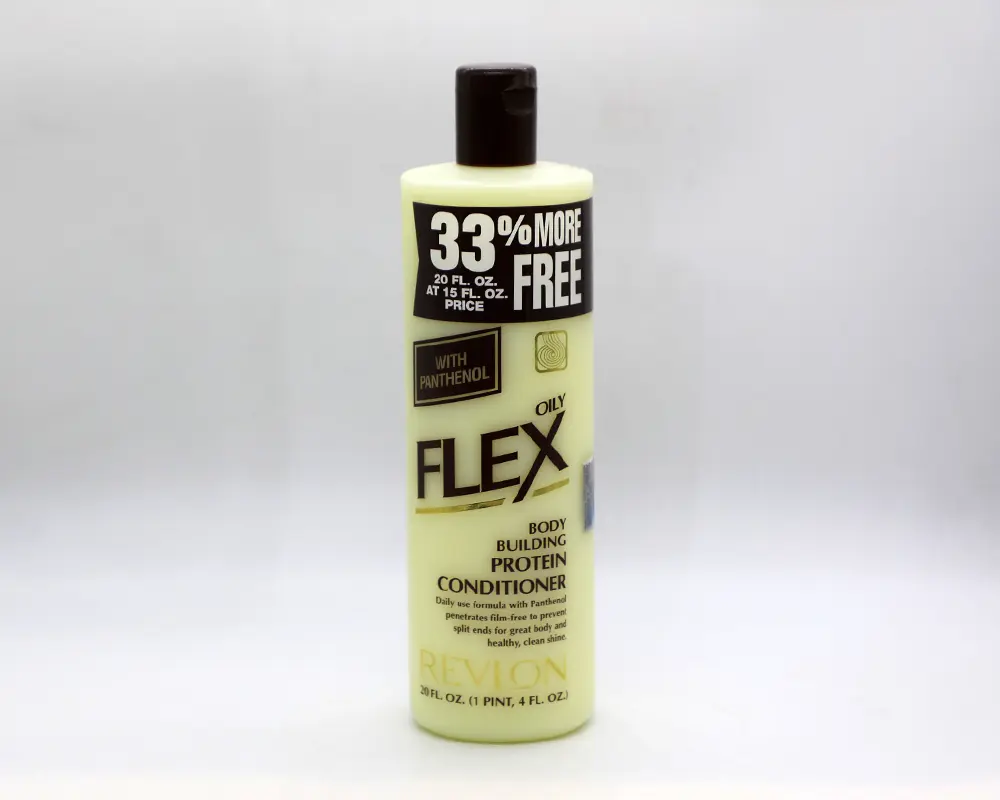 33% MORE
FREE
20 FL. OZ.
AT 15 FL. OZ.
PRICE
WITH
PANTHENOL
OILY
FLEX
BODY
BUILDING
PROTEIN
CONDITIONER
Daily use formula with Panthenol
penetrates film-free to prevent
split ends for great body and
healthy, clean shine.
REVLON
20 FL. OZ. (1 PINT, 4 FL. OZ.)